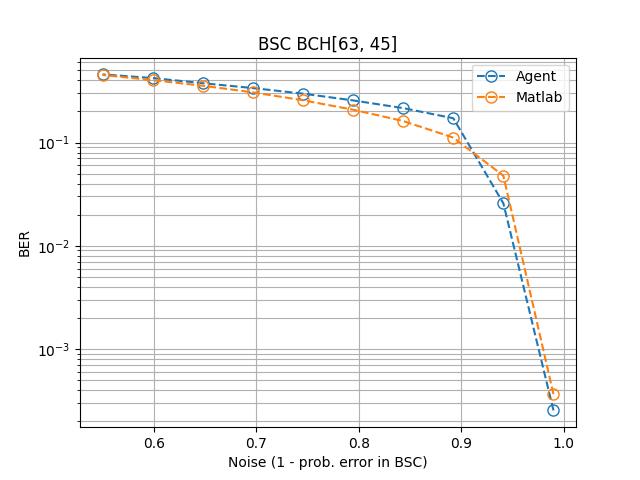 BSC BCH[63, 45]
Agent
Matlab
BER
10⁻¹
10⁻²
10⁻³
0.6 0.7 0.8 0.9 1.0
Noise (1 - prob. error in BSC)